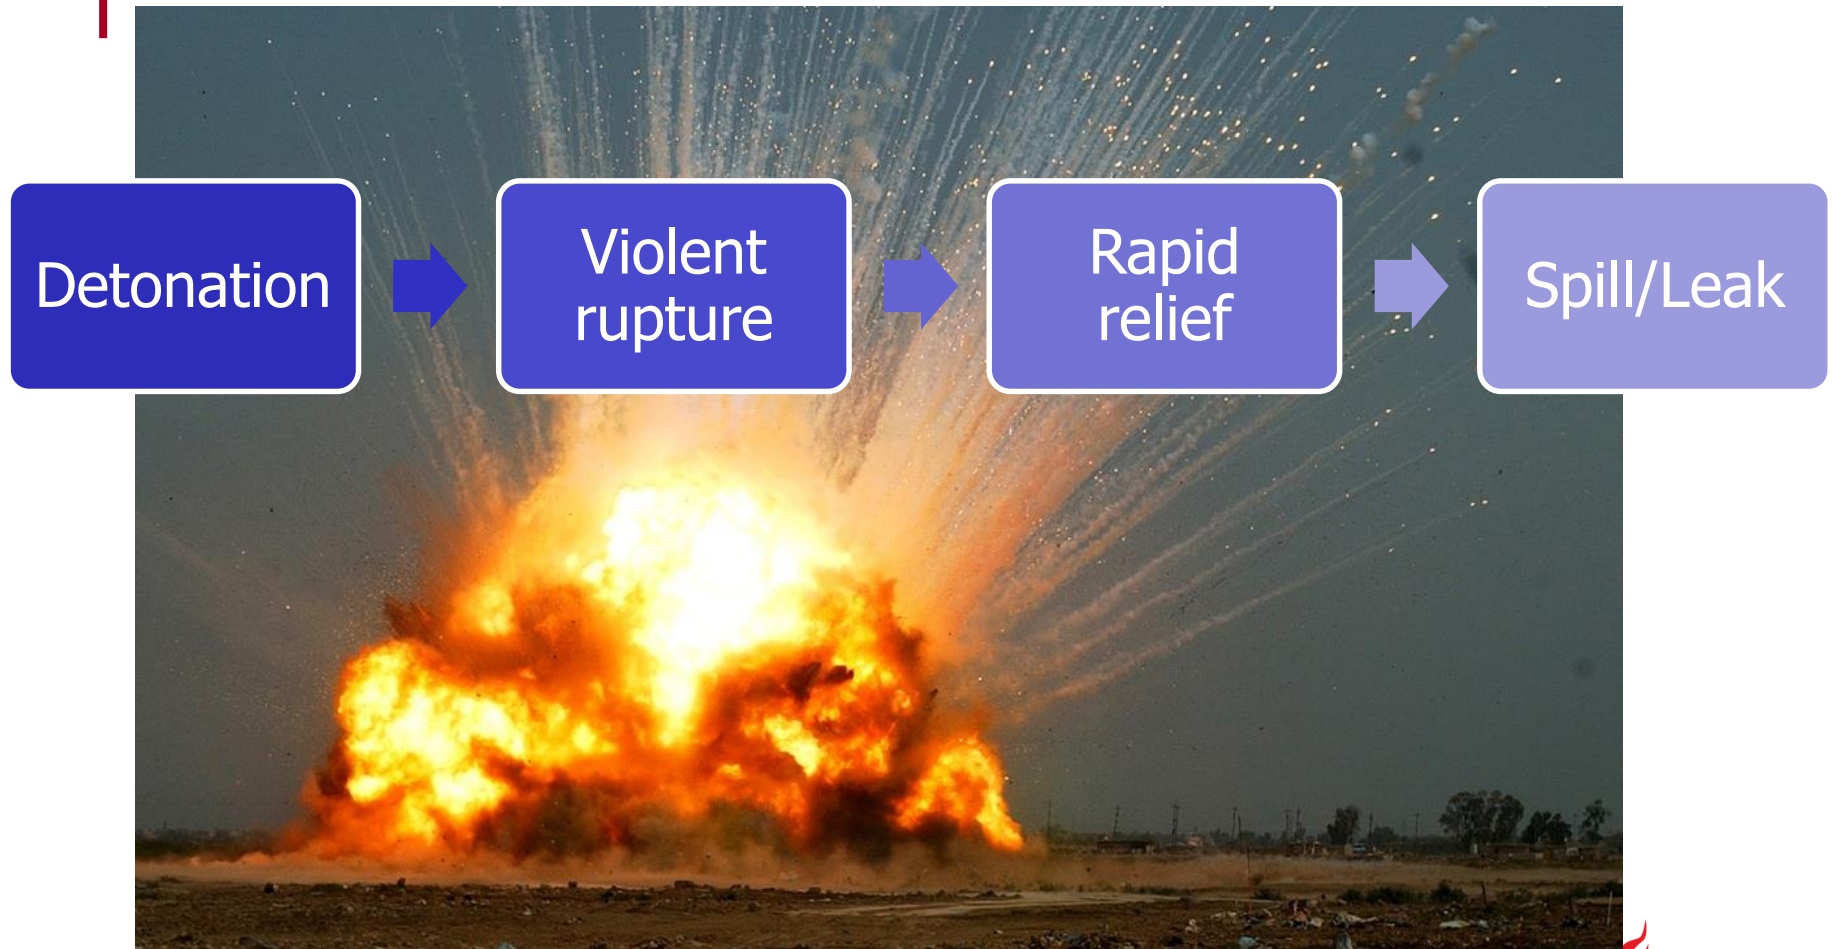 Detonation
Violent
rupture
Rapid
relief
Spill/Leak